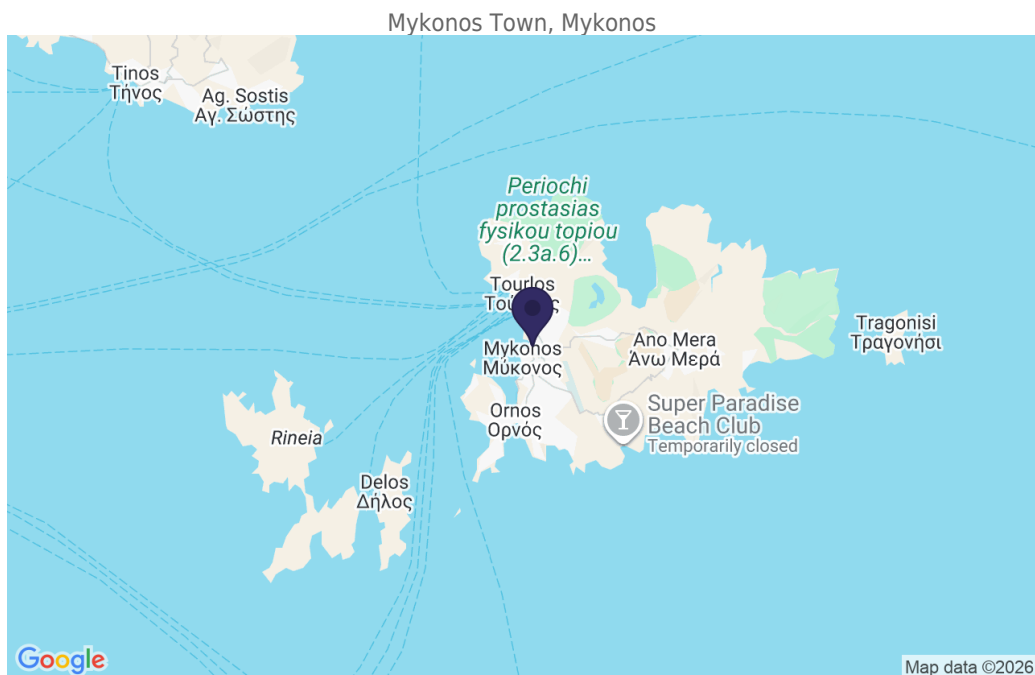 Mykonos Town, Mykonos
Tinos
Τήνος
Ag. Sostis
Αγ. Σώστης
Periochi
prostasias
fysikou topiou
(2.3a.6)...
Tourlos
Mykonos
Μύκονος
Ano Mera
Άνω Μερά
Tragonisi
Τραγονήσι
Ornos
Ορνός
Super Paradise
Beach Club
Temporarily closed
Rineia
Delos
Δήλος
Google
Map data ©2026